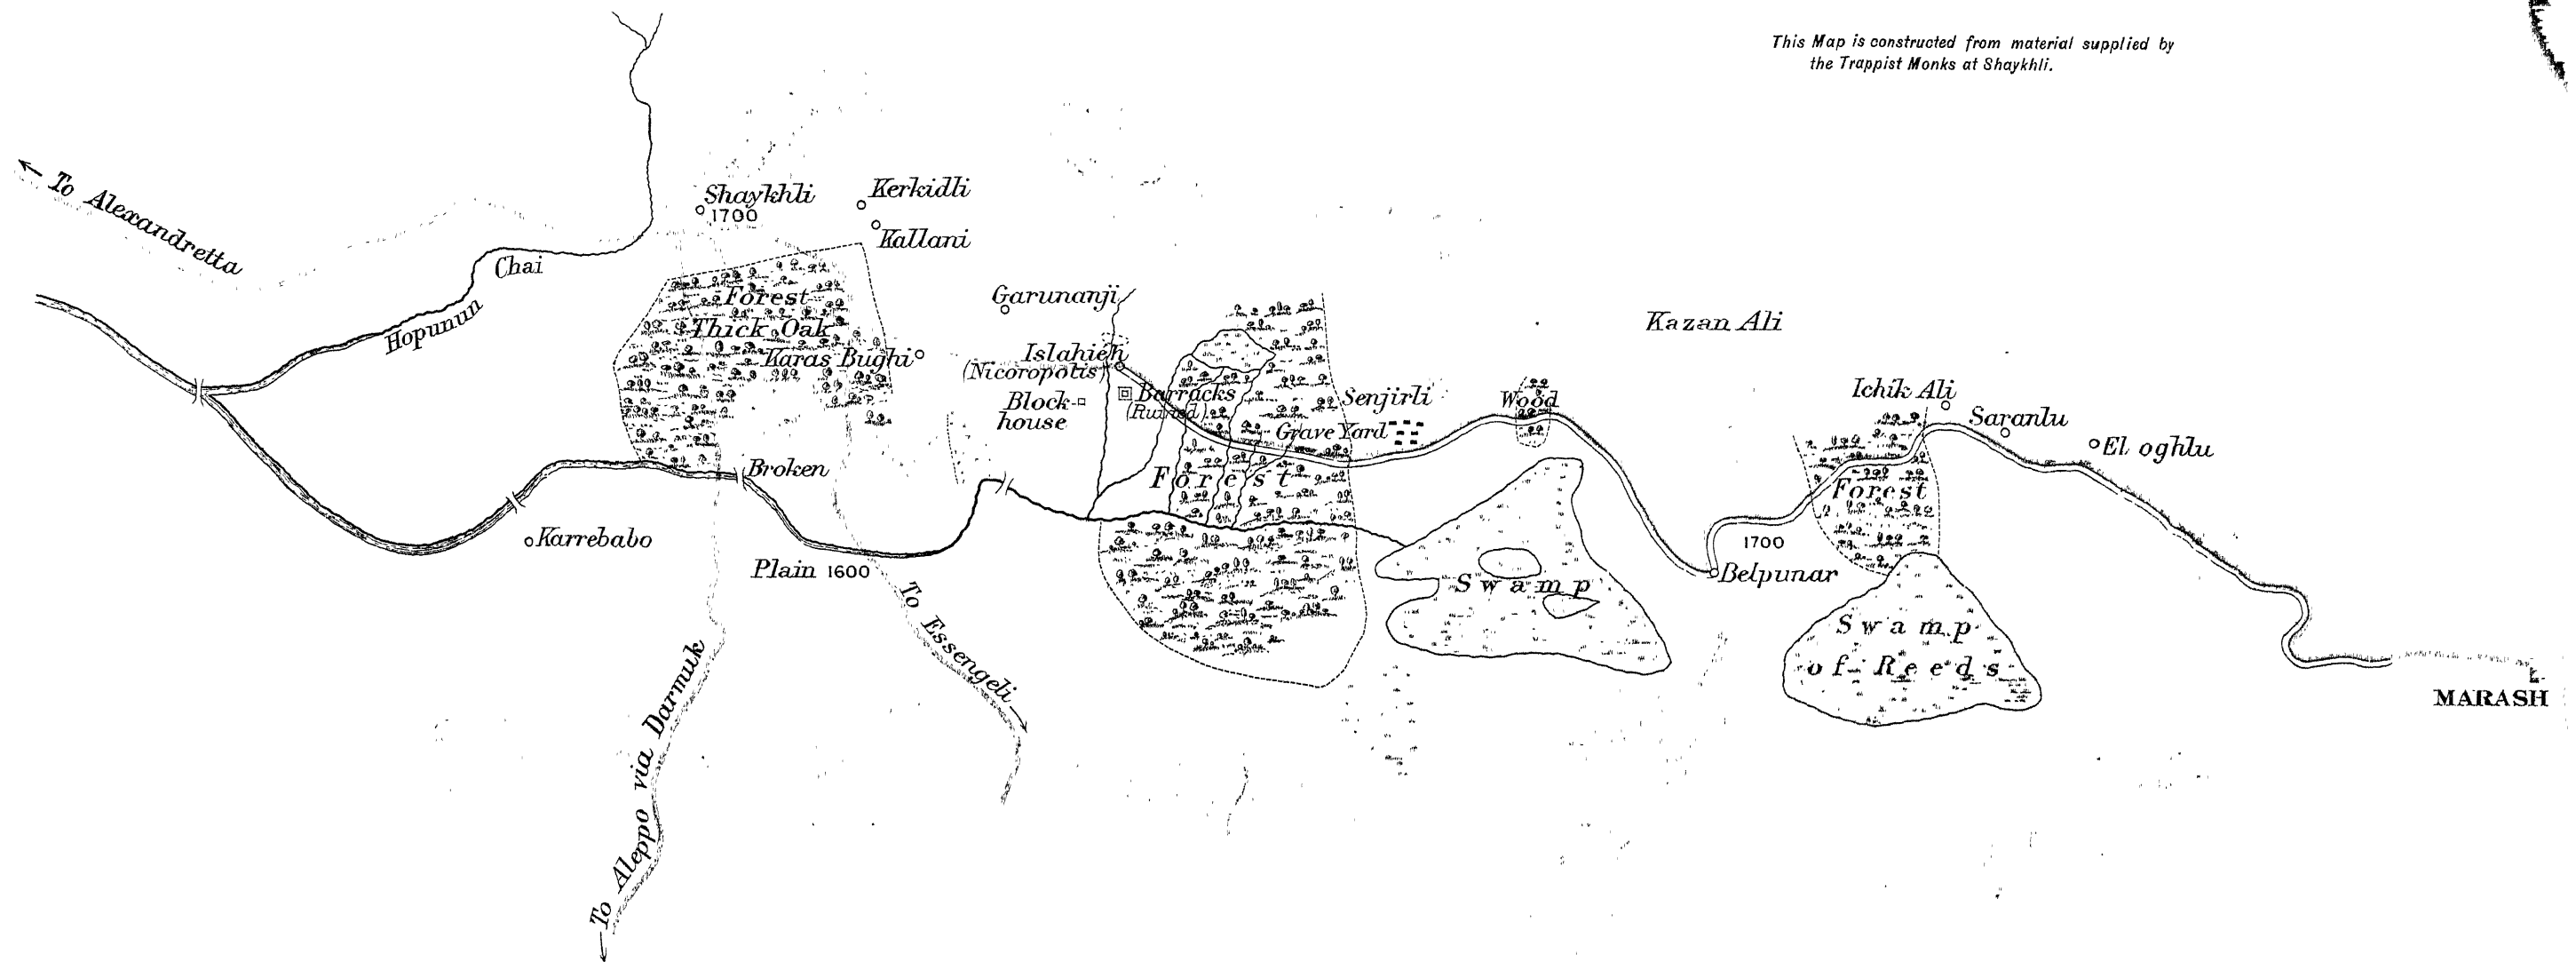 This Map is constructed from material supplied by
the Trappist Monks at Shaykhli.
To Alexandretta
Hopunun Chai
Shaykhli
1700
Kerkidli
Kallani
Forest
Thick Oak
Karas Bughi
Garunanji
Islahieh
(Nicoropolis)
Block-
house
Barracks
(Ruined)
Senjirli
Grave Yard
Wood
Kazan Ali
Ichik Ali
Saranlu
El oghlu
Broken
Forest
Forest
Karrebabo
Plain 1600
1700
Belpunar
Swamp
Swamp
of Reeds
To Essengeli
To Aleppo via Darmuk
MARASH